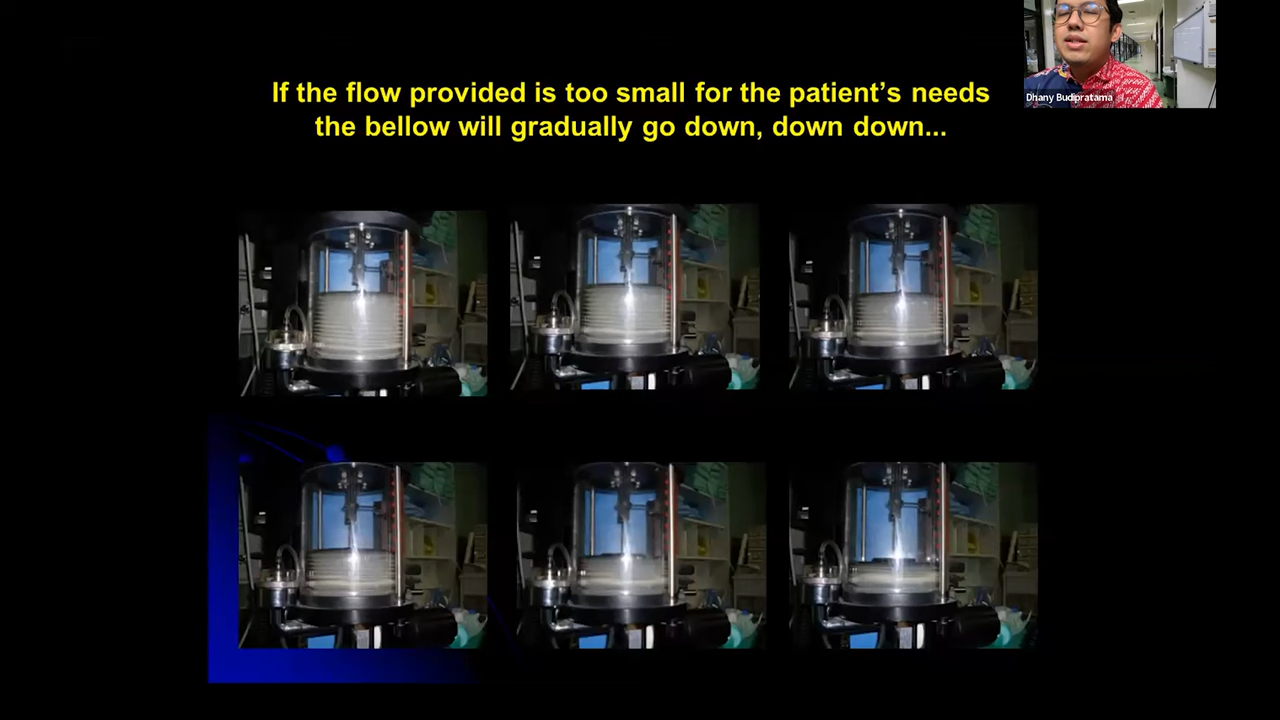 If the flow provided is too small for the patient's needs
the bellow will gradually go down, down down...
Dhany Budipratama